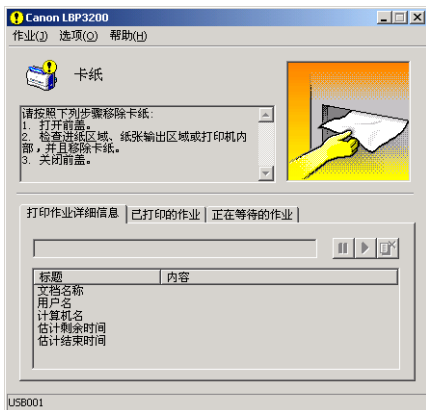 Canon LBP3200
作业(J) 选项(O) 帮助(H)
卡纸
请按照下列步骤移除卡纸:
1. 打开前盖。
2. 检查进纸区域、纸张输出区域或打印机内
部，并且移除卡纸。
3. 关闭前盖。
打印作业详细信息 已打印的作业 正在等待的作业
标题 内容
文档名称
用户名
计算机名
估计剩余时间
估计结束时间
USB001